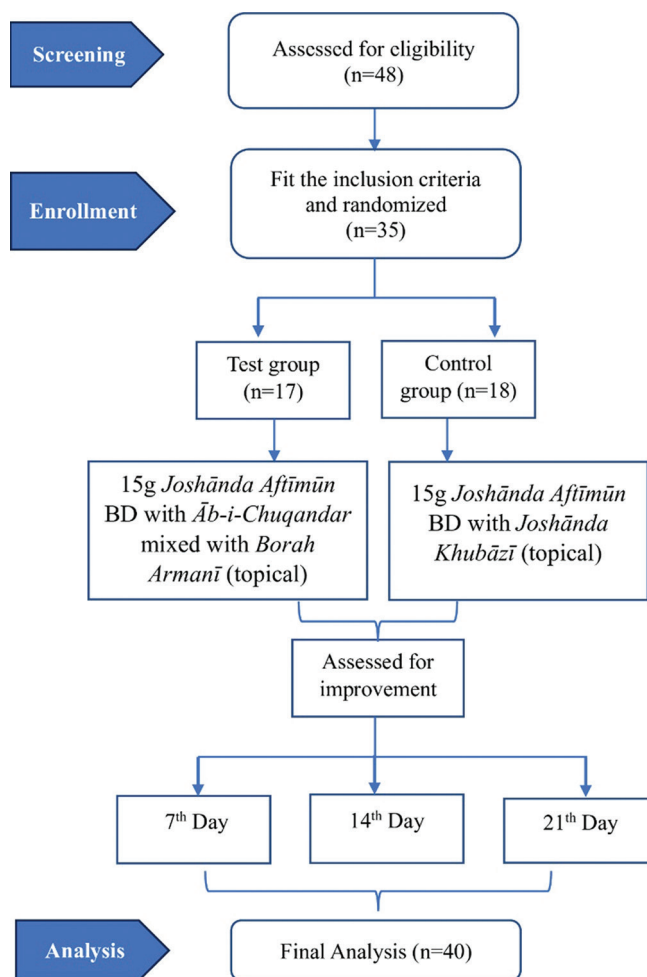 Screening
Assessed for eligibility
(n=48)
Enrollment
Fit the inclusion criteria
and randomized
(n=35)
Test group
(n=17)
Control
group (n=18)
15g Joshānda Aftīmūn
BD with Āb-i-Chuqandar
mixed with Borah
Armanī (topical)
15g Joshānda Aftīmūn
BD with Joshānda
Khubāzī (topical)
Assessed for
improvement
7th Day
14th Day
21th Day
Analysis
Final Analysis (n=40)